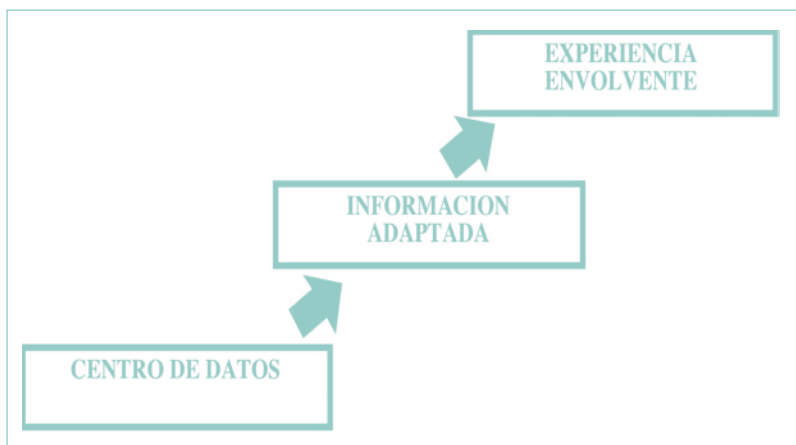 EXPERIENCIA
ENVOLVENTE
INFORMACION
ADAPTADA
CENTRO DE DATOS